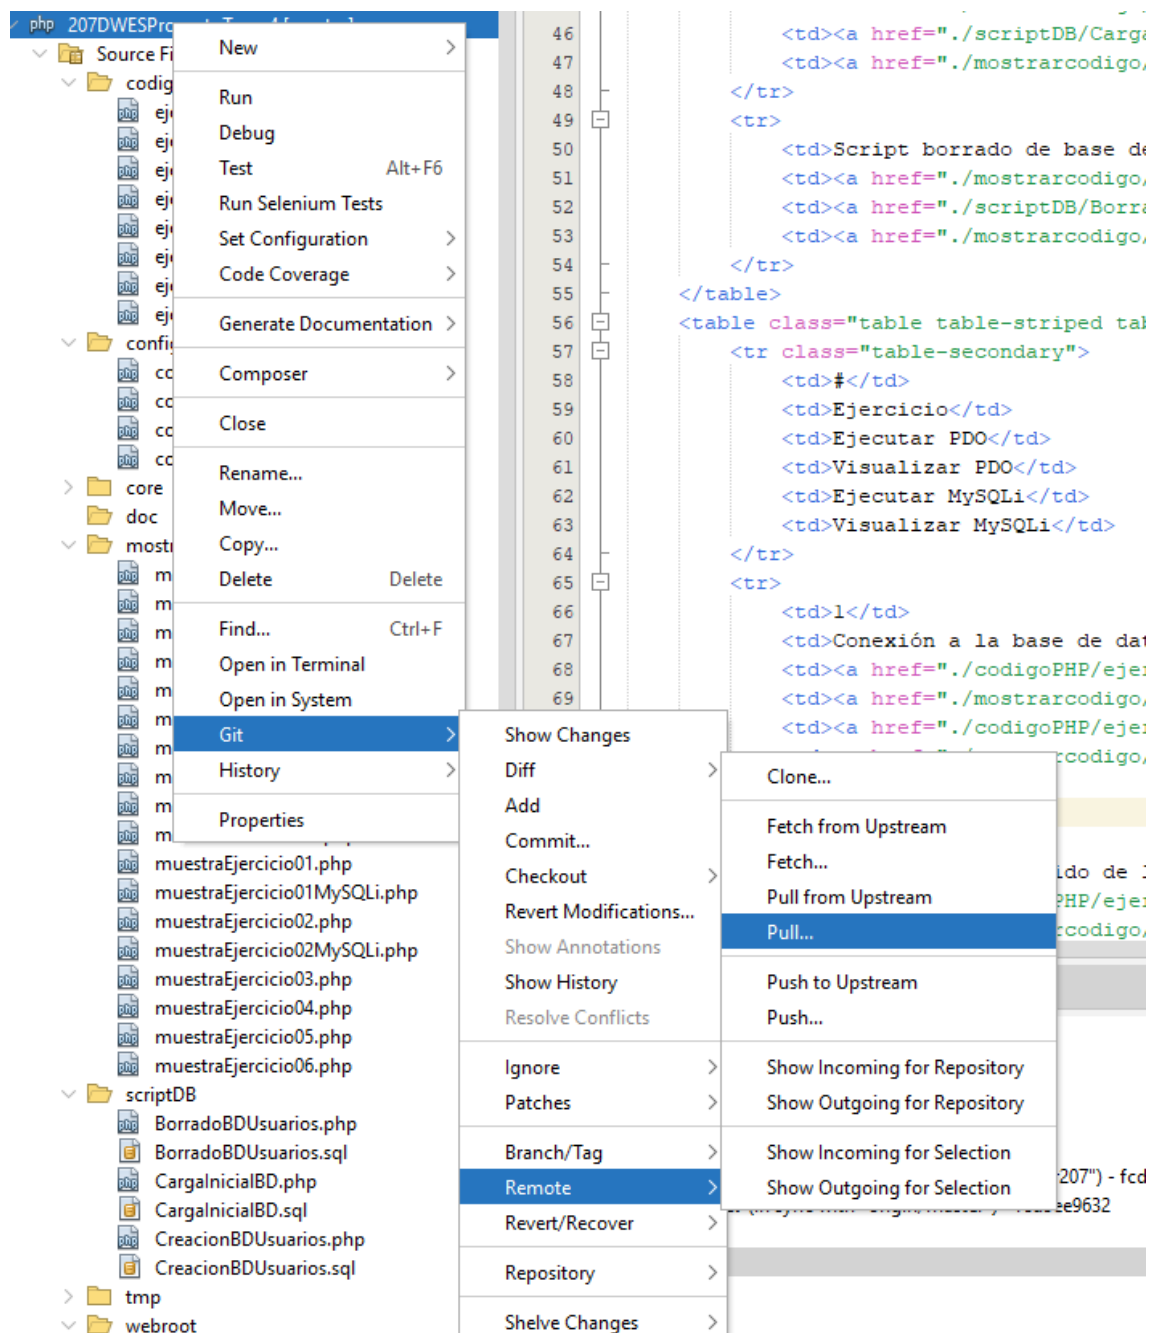 php 207DWESPro
Source Fi
codig
config
core
doc
mostr
muestraEjercicio01.php
muestraEjercicio01MySQLi.php
muestraEjercicio02.php
muestraEjercicio02MySQLi.php
muestraEjercicio03.php
muestraEjercicio04.php
muestraEjercicio05.php
muestraEjercicio06.php
scriptDB
BorradoBDUsuarios.php
BorradoBDUsuarios.sql
CargaInicialBD.php
CargaInicialBD.sql
CreacionBDUsuarios.php
CreacionBDUsuarios.sql
tmp
webroot
New
Run
Debug
Test Alt+F6
Run Selenium Tests
Set Configuration
Code Coverage
Generate Documentation
Composer
Close
Rename...
Move...
Copy...
Delete Delete
Find... Ctrl+F
Open in Terminal
Open in System
Git
History
Properties
Show Changes
Diff
Add
Commit...
Checkout
Revert Modifications...
Show Annotations
Show History
Resolve Conflicts
Ignore
Patches
Branch/Tag
Remote
Revert/Recover
Repository
Shelve Changes
Clone...
Fetch from Upstream
Fetch...
Pull from Upstream
Pull...
Push to Upstream
Push...
Show Incoming for Repository
Show Outgoing for Repository
Show Incoming for Selection
Show Outgoing for Selection
46 <td><a href="./scriptDB/Carga
47 <td><a href="./mostrarcodigo/
48 </tr>
49 <tr>
50 <td>Script borrado de base de
51 <td><a href="./mostrarcodigo/
52 <td><a href="./scriptDB/Borra
53 <td><a href="./mostrarcodigo/
54 </tr>
55 </table>
56 <table class="table table-striped tab
57 <tr class="table-secondary">
58 <td>#</td>
59 <td>Ejercicio</td>
60 <td>Ejecutar PDO</td>
61 <td>Visualizar PDO</td>
62 <td>Ejecutar MySQLi</td>
63 <td>Visualizar MySQLi</td>
64 </tr>
65 <tr>
66 <td>1</td>
67 <td>Conexión a la base de dat
68 <td><a href="./codigoPHP/ejer
69 <td><a href="./mostrarcodigo/
<td><a href="./codigoPHP/ejer
rcodigo/
ido de l
PHP/ejer
rcodigo/
207") - fcd